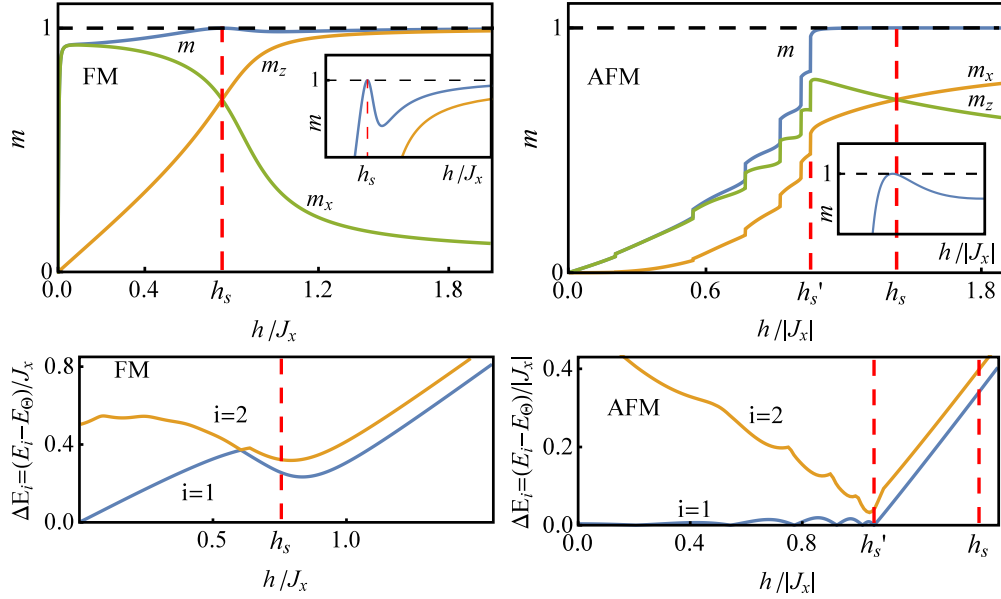 1
m
0
FM
m
m_z
m_x
1
m
h_s
h/J_x
0.0
0.4
h_s
1.2
1.8
h/J_x
1
m
0
AFM
m
m_x
m_z
1
m
h/|J_x|
0.0
0.6
h_s'
h_s
1.8
h/|J_x|
ΔE_i=(E_i−E_Θ)/J_x
0.8
0.4
0.0
FM
i=2
i=1
0.5
h_s
1.0
h/J_x
ΔE_i=(E_i−E_Θ)/|J_x|
0.4
0.2
0.0
AFM
i=2
i=1
0.0
0.4
0.8
h_s'
h_s
h/|J_x|